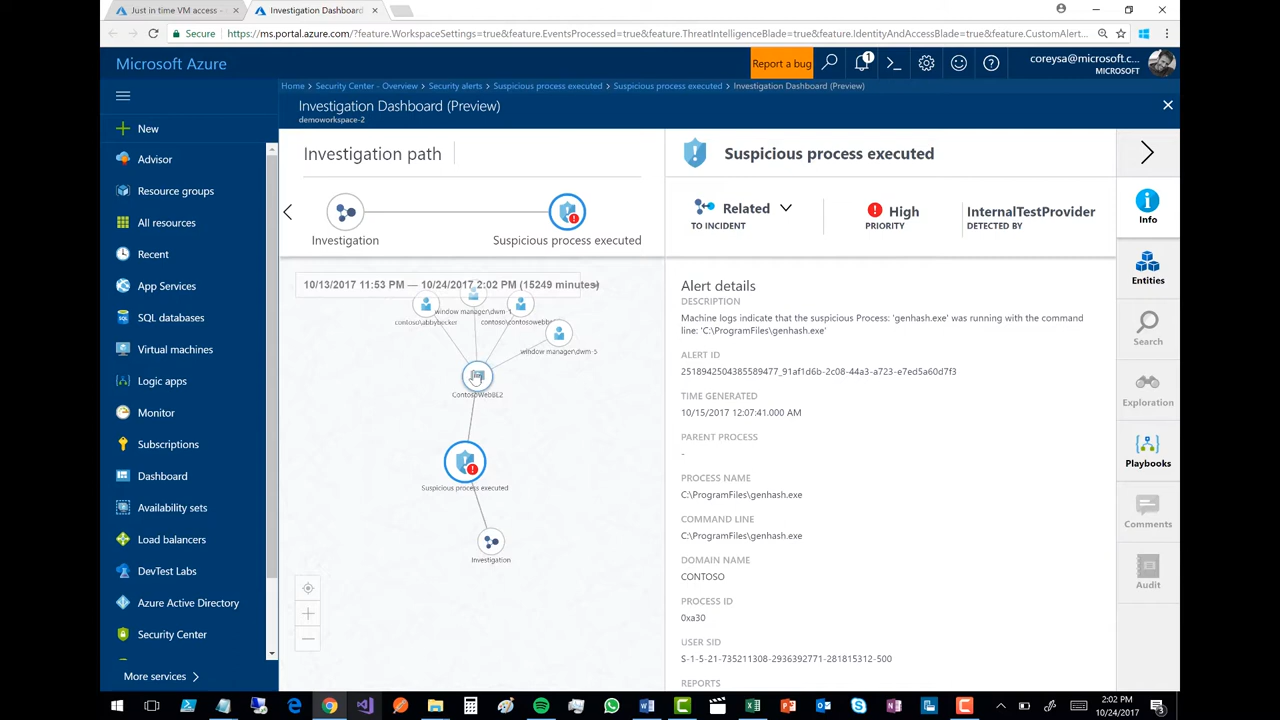 Just in time VM access -
Investigation Dashboard
Secure
https://ms.portal.azure.com/?feature.WorkspaceSettings=true&feature.EventsProcessed=true&feature.ThreatIntelligenceBlade=true&feature.IdentityAndAccessBlade=true&feature.CustomAlert...
Microsoft Azure
Report a bug
1
coreysa@microsoft.c...
MICROSOFT
Home > Security Center - Overview > Security alerts > Suspicious process executed > Suspicious process executed > Investigation Dashboard (Preview)
Investigation Dashboard (Preview)
demoworkspace-2
New
Advisor
Resource groups
All resources
Recent
App Services
SQL databases
Virtual machines
Logic apps
Monitor
Subscriptions
Dashboard
Availability sets
Load balancers
DevTest Labs
Azure Active Directory
Security Center
More services
Investigation path
Investigation
Suspicious process executed
10/13/2017 11:53 PM — 10/24/2017 2:02 PM (15249 minutes)
window manager\dwm-1
contoso\abbybecker
window manager\dwm-5
ContosoWebBE2
Suspicious process executed
Investigation
Suspicious process executed
Related
TO INCIDENT
High
PRIORITY
InternalTestProvider
DETECTED BY
Alert details
DESCRIPTION
Machine logs indicate that the suspicious Process: 'genhash.exe' was running with the command
line: 'C:\ProgramFiles\genhash.exe'
ALERT ID
2518942504385589477_91af1d6b-2c08-44a3-a723-e7ed5a60d7f3
TIME GENERATED
10/15/2017 12:07:41.000 AM
PARENT PROCESS
-
PROCESS NAME
C:\ProgramFiles\genhash.exe
COMMAND LINE
C:\ProgramFiles\genhash.exe
DOMAIN NAME
CONTOSO
PROCESS ID
0xa30
USER SID
S-1-5-21-735211308-2936392771-281815312-500
REPORTS
Info
Entities
Search
Exploration
Playbooks
Comments
Audit
2:02 PM
10/24/2017
3